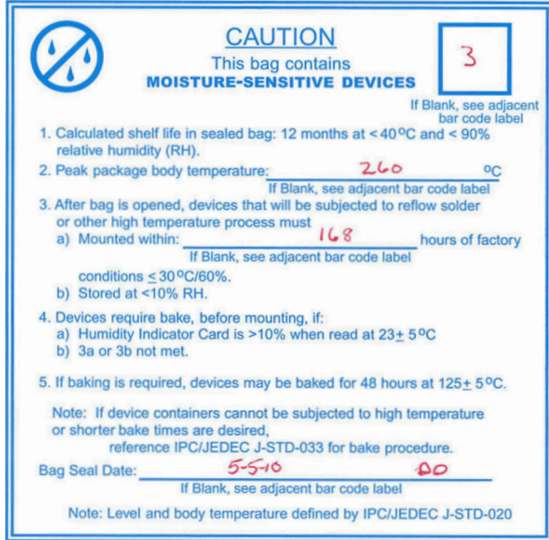 CAUTION
This bag contains
MOISTURE-SENSITIVE DEVICES
3
If Blank, see adjacent
bar code label
1. Calculated shelf life in sealed bag: 12 months at <40°C and < 90%
relative humidity (RH).
2. Peak package body temperature: 260 °C
If Blank, see adjacent bar code label
3. After bag is opened, devices that will be subjected to reflow solder
or other high temperature process must
a) Mounted within: 168 hours of factory
If Blank, see adjacent bar code label
conditions ≤30°C/60%.
b) Stored at <10% RH.
4. Devices require bake, before mounting, if:
a) Humidity Indicator Card is >10% when read at 23± 5°C
b) 3a or 3b not met.
5. If baking is required, devices may be baked for 48 hours at 125± 5°C.
Note: If device containers cannot be subjected to high temperature
or shorter bake times are desired,
reference IPC/JEDEC J-STD-033 for bake procedure.
Bag Seal Date: 5-5-10
If Blank, see adjacent bar code label
Note: Level and body temperature defined by IPC/JEDEC J-STD-020